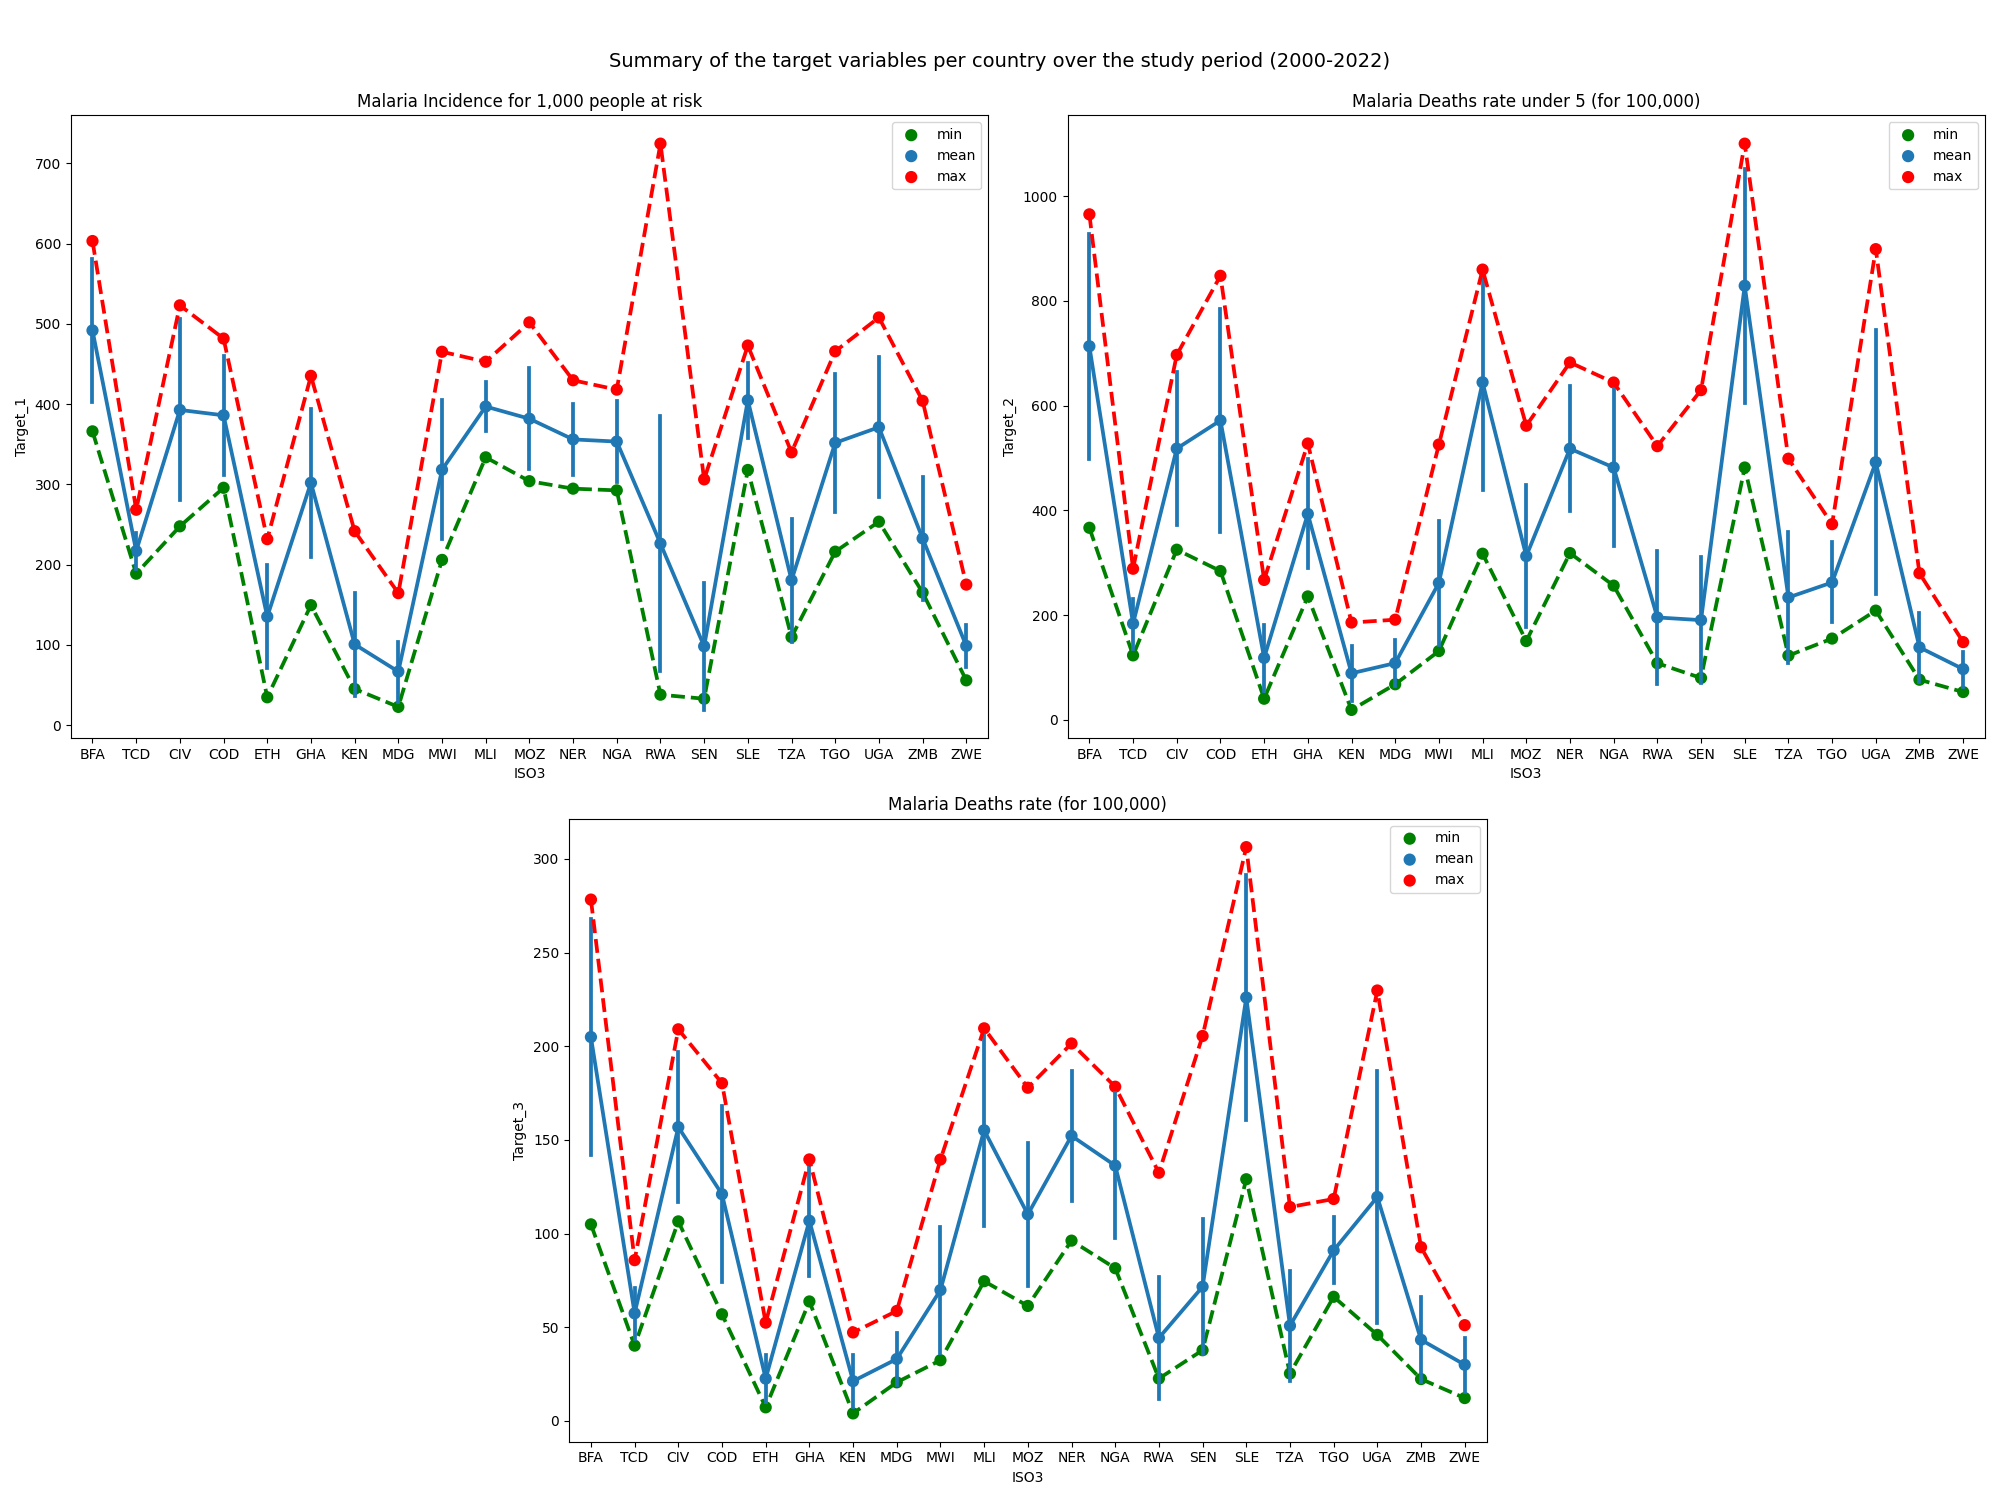 Summary of the target variables per country over the study period (2000-2022)
Malaria Incidence for 1,000 people at risk
min
mean
max
700
600
500
400
300
200
100
0
Target_1
BFA TCD CIV COD ETH GHA KEN MDG MWI MLI MOZ NER NGA RWA SEN SLE TZA TGO UGA ZMB ZWE
ISO3
Malaria Deaths rate under 5 (for 100,000)
min
mean
max
1000
800
600
400
200
0
Target_2
BFA TCD CIV COD ETH GHA KEN MDG MWI MLI MOZ NER NGA RWA SEN SLE TZA TGO UGA ZMB ZWE
ISO3
Malaria Deaths rate (for 100,000)
min
mean
max
300
250
200
150
100
50
0
Target_3
BFA TCD CIV COD ETH GHA KEN MDG MWI MLI MOZ NER NGA RWA SEN SLE TZA TGO UGA ZMB ZWE
ISO3